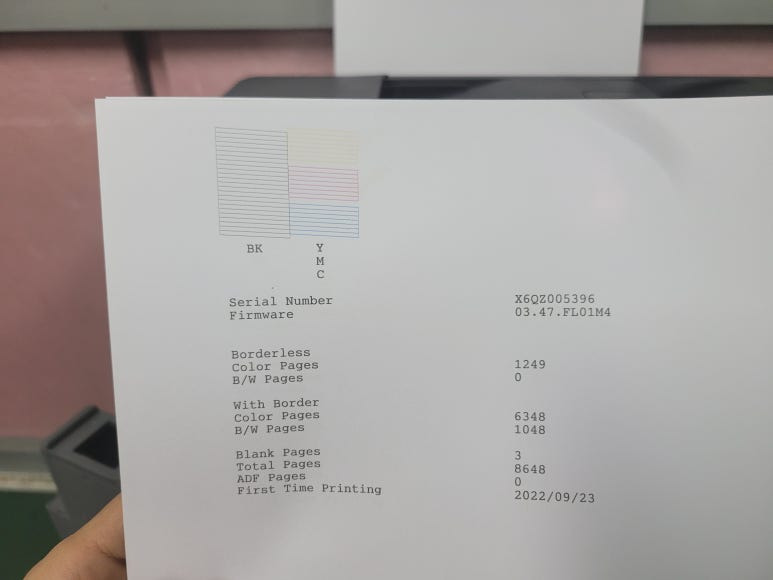 BK Y
M
C
Serial Number X6QZ005396
Firmware 03.47.FL01M4
Borderless
Color Pages 1249
B/W Pages 0
With Border
Color Pages 6348
B/W Pages 1048
Blank Pages 3
Total Pages 8648
ADF Pages 0
First Time Printing 2022/09/23